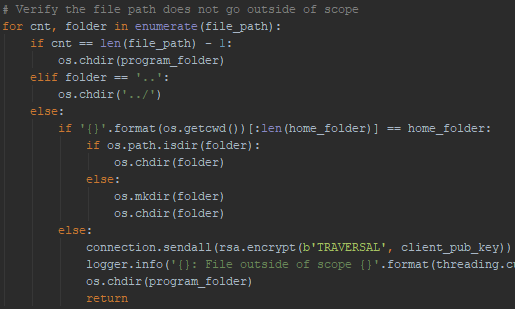 # Verify the file path does not go outside of scope
for cnt, folder in enumerate(file_path):
    if cnt == len(file_path) - 1:
        os.chdir(program_folder)
    elif folder == '..':
        os.chdir('../')
    else:
        if '{}'.format(os.getcwd())[:len(home_folder)] == home_folder:
            if os.path.isdir(folder):
                os.chdir(folder)
            else:
                os.mkdir(folder)
                os.chdir(folder)
        else:
            connection.sendall(rsa.encrypt(b'TRAVERSAL', client_pub_key))
            logger.info('{}: File outside of scope {}'.format(threading.cu
            os.chdir(program_folder)
            return